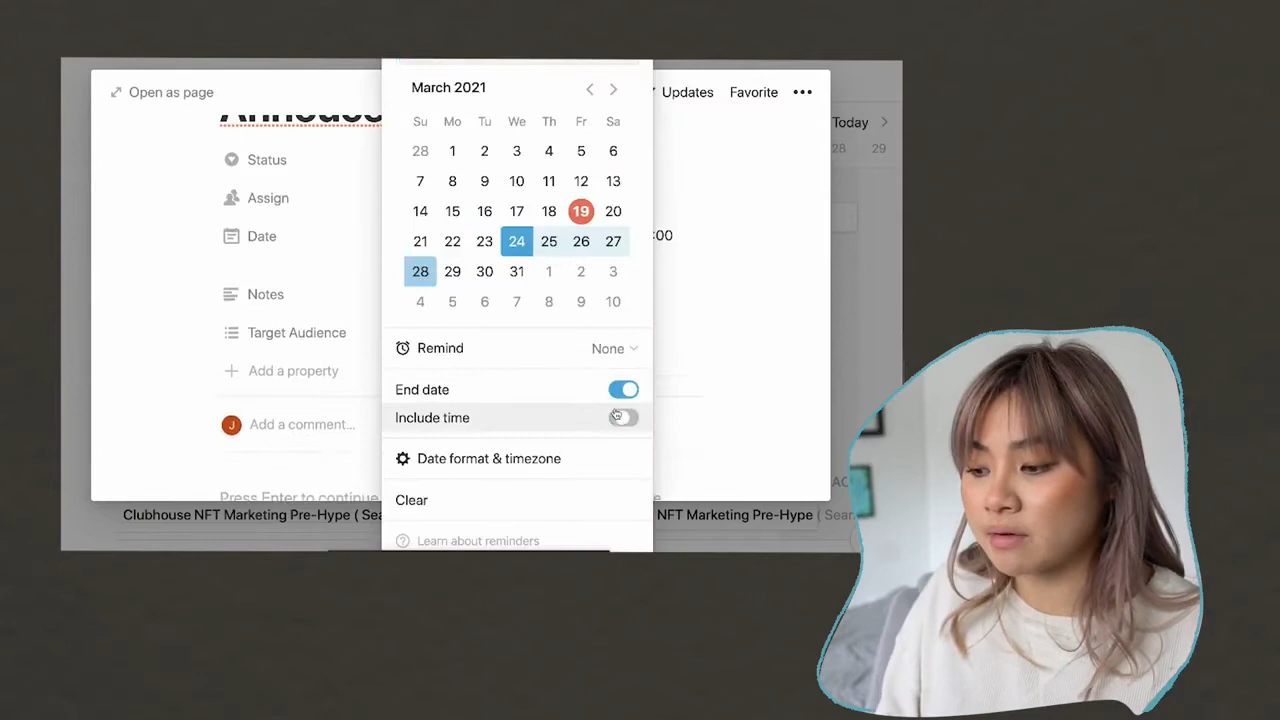 Open as page
Updates Favorite •••
Status
Assign
Date
:00
Notes
Target Audience
+ Add a property
J Add a comment...
Press Enter to continue
March 2021
Su Mo Tu We Th Fr Sa
28 1 2 3 4 5 6
7 8 9 10 11 12 13
14 15 16 17 18 19 20
21 22 23 24 25 26 27
28 29 30 31 1 2 3
4 5 6 7 8 9 10
Remind None
End date
Include time
Date format & timezone
Clear
? Learn about reminders
Today
28 29
Clubhouse NFT Marketing Pre-Hype ( Sea
NFT Marketing Pre-Hype ( Sear